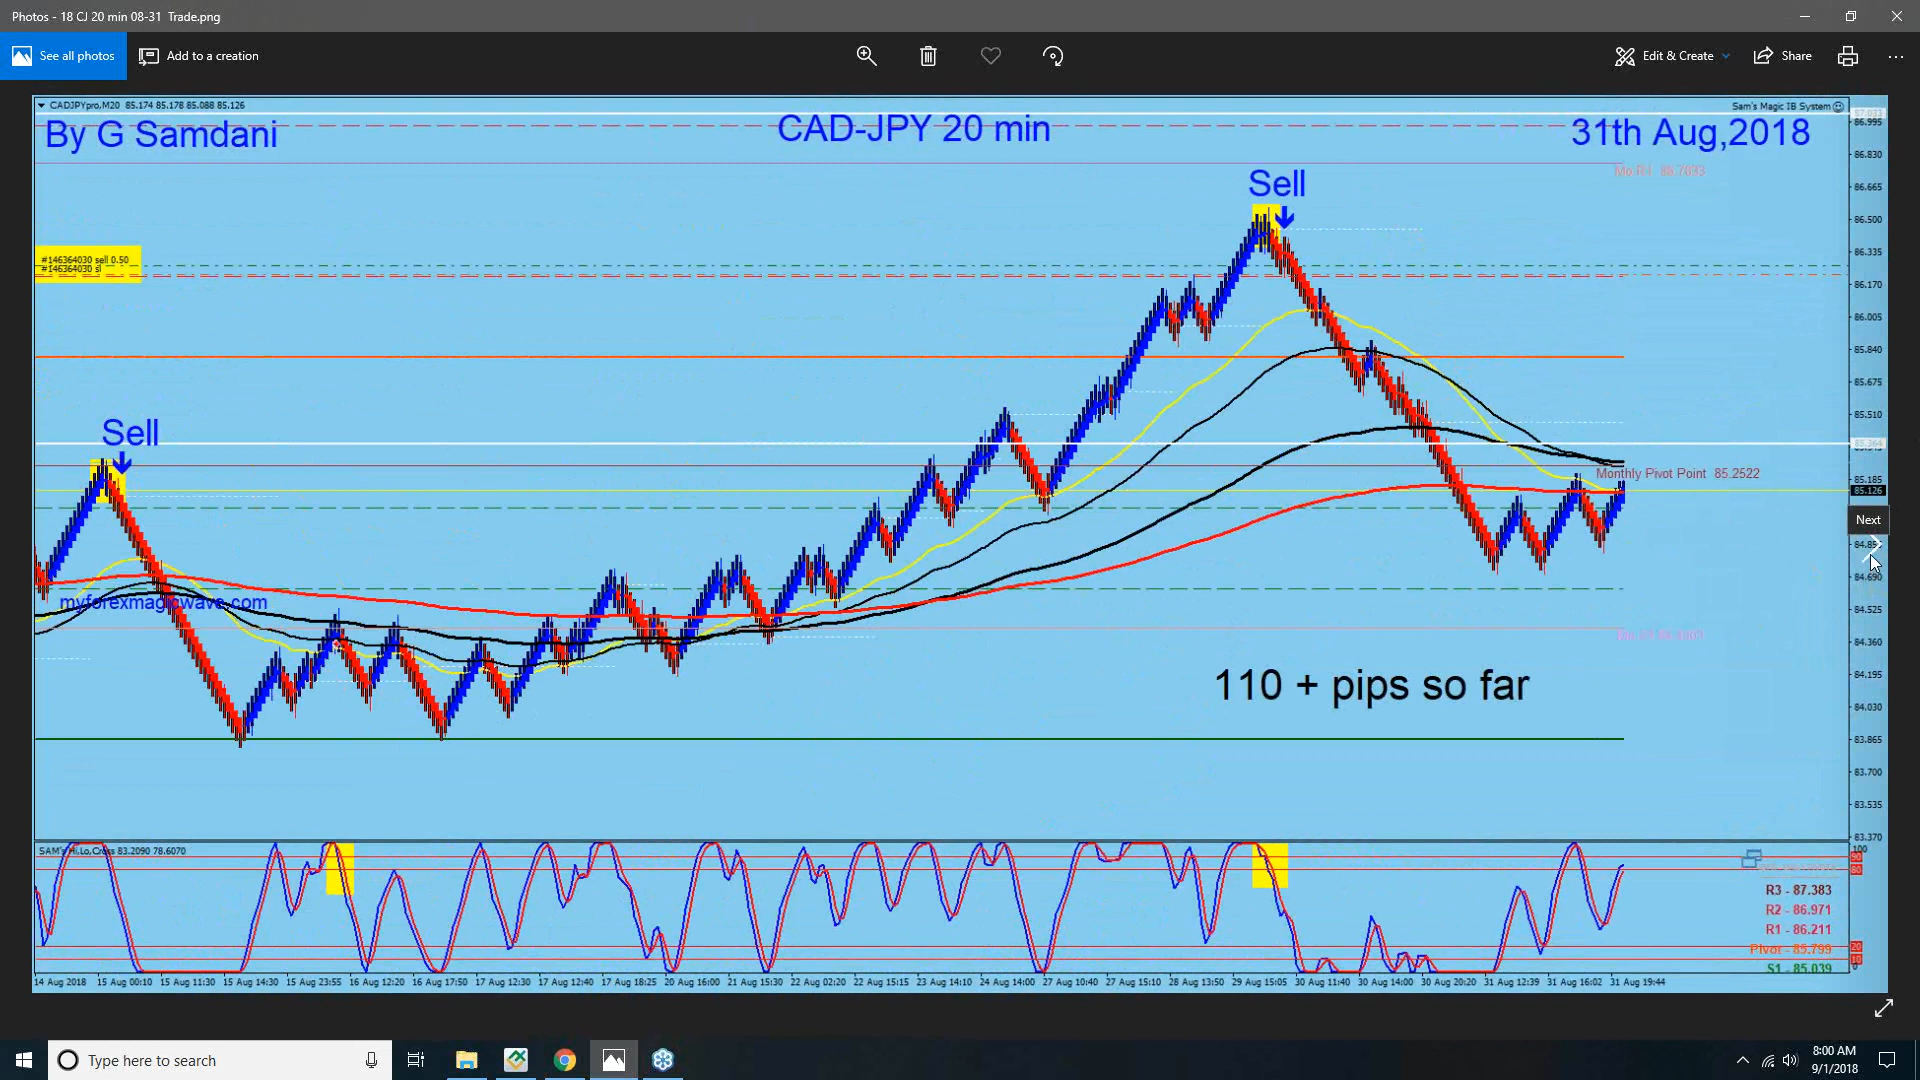 Photos - 18 CJ 20 min 08-31  Trade.png
See all photos
Add to a creation
Edit & Create
Share
CADJPYpro,M20  85.174 85.178 85.088 85.126
Sam's Magic IB System
By G Samdani
CAD-JPY 20 min
31th Aug,2018
86.995
86.830
86.665
86.500
86.335
86.170
86.005
85.840
85.675
85.510
85.185
85.126
84.690
84.525
84.360
84.195
84.030
83.865
83.700
83.535
83.370
Sell
#146364030 sell 0.50
#146364030 sl
Sell
Monthly Pivot Point  85.2522
Next
myforexmagicwave.com
110 + pips so far
SAM's Hi,Lo,Cross 83.2090 78.6070
100
90
80
20
10
0
R3 - 87.383
R2 - 86.971
R1 - 86.211
Pivot - 85.799
S1 - 85.039
14 Aug 2018
15 Aug 00:10
15 Aug 11:30
15 Aug 14:30
15 Aug 23:55
16 Aug 12:20
16 Aug 17:50
17 Aug 12:30
17 Aug 12:40
17 Aug 18:25
20 Aug 16:00
21 Aug 15:30
22 Aug 02:20
22 Aug 15:15
23 Aug 14:10
24 Aug 14:00
27 Aug 10:40
27 Aug 15:10
28 Aug 13:50
29 Aug 15:05
30 Aug 11:40
30 Aug 14:00
30 Aug 20:20
31 Aug 12:39
31 Aug 16:02
31 Aug 19:44
Type here to search
8:00 AM
9/1/2018